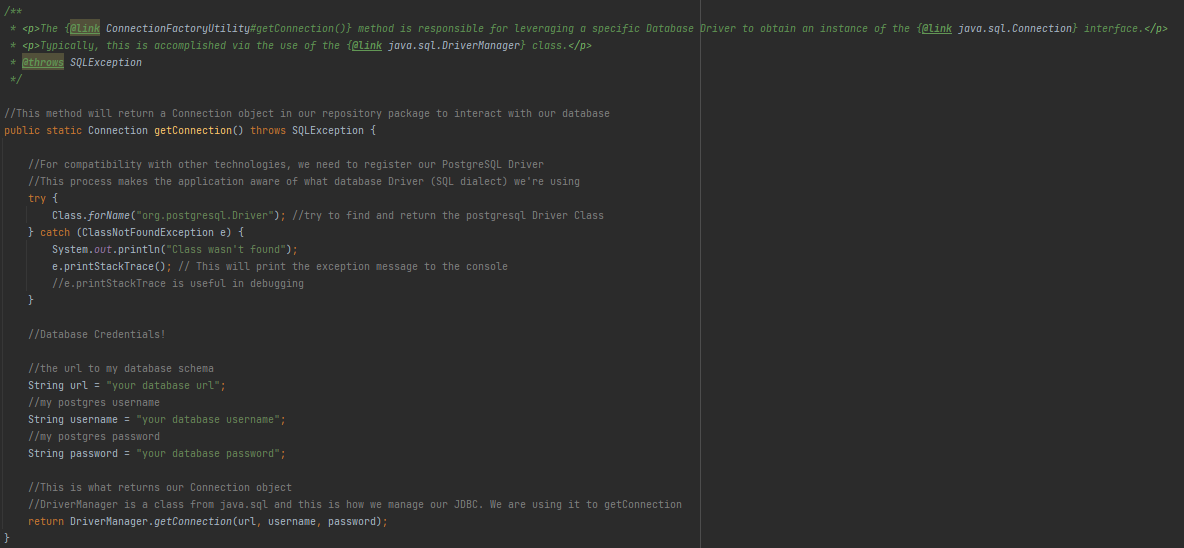 /**
 * <p>The {@link ConnectionFactoryUtility#getConnection()} method is responsible for leveraging a specific Database Driver to obtain an instance of the {@link java.sql.Connection} interface.</p>
 * <p>Typically, this is accomplished via the use of the {@link java.sql.DriverManager} class.</p>
 * @throws SQLException
 */

//This method will return a Connection object in our repository package to interact with our database
public static Connection getConnection() throws SQLException {

    //For compatibility with other technologies, we need to register our PostgreSQL Driver
    //This process makes the application aware of what database Driver (SQL dialect) we're using
    try {
        Class.forName("org.postgresql.Driver"); //try to find and return the postgresql Driver Class
    } catch (ClassNotFoundException e) {
        System.out.println("Class wasn't found");
        e.printStackTrace(); // This will print the exception message to the console
        //e.printStackTrace is useful in debugging
    }

    //Database Credentials!

    //the url to my database schema
    String url = "your database url";
    //my postgres username
    String username = "your database username";
    //my postgres password
    String password = "your database password";

    //This is what returns our Connection object
    //DriverManager is a class from java.sql and this is how we manage our JDBC. We are using it to getConnection
    return DriverManager.getConnection(url, username, password);
}